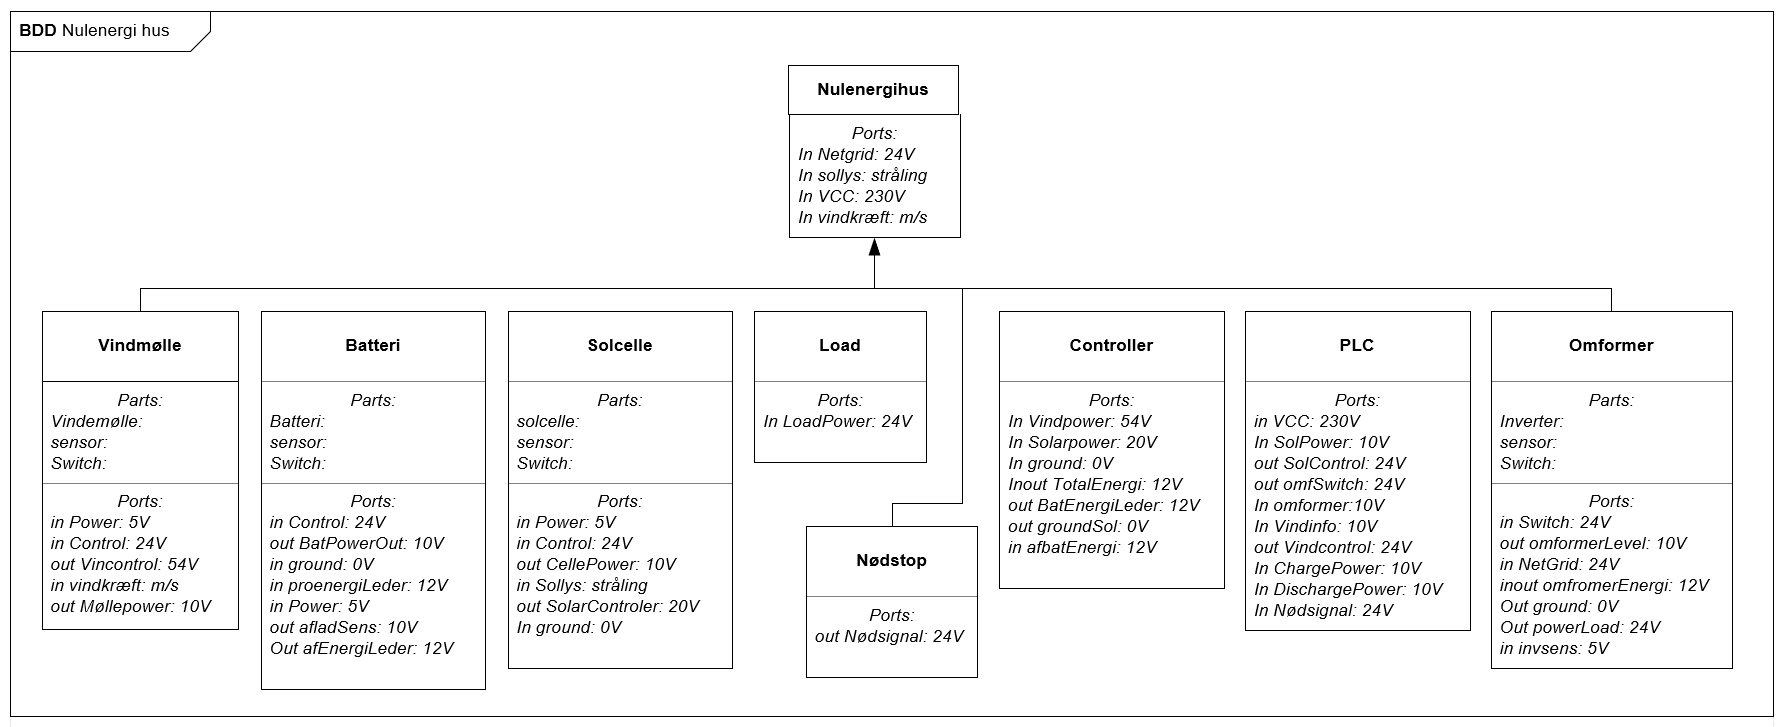 BDD Nulenergi hus
Nulenergihus
Ports:
In Netgrid: 24V
In sollys: stråling
In VCC: 230V
In vindkræft: m/s
Vindmølle
Parts:
Vindemølle:
sensor:
Switch:
Ports:
in Power: 5V
in Control: 24V
out Vincontrol: 54V
in vindkræft: m/s
out Møllepower: 10V
Batteri
Parts:
Batteri:
sensor:
Switch:
Ports:
in Control: 24V
out BatPowerOut: 10V
in ground: 0V
in proenergiLeder: 12V
in Power: 5V
out afladSens: 10V
Out afEnergiLeder: 12V
Solcelle
Parts:
solcelle:
sensor:
Switch:
Ports:
in Power: 5V
in Control: 24V
out CellePower: 10V
in Sollys: stråling
out SolarControler: 20V
In ground: 0V
Load
Ports:
In LoadPower: 24V
Nødstop
Ports:
out Nødsignal: 24V
Controller
Ports:
In Vindpower: 54V
In Solarpower: 20V
In ground: 0V
Inout TotalEnergi: 12V
out BatEnergiLeder: 12V
out groundSol: 0V
in afbatEnergi: 12V
PLC
Ports:
in VCC: 230V
In SolPower: 10V
out SolControl: 24V
out omfSwitch: 24V
In omformer:10V
In Vindinfo: 10V
out Vindcontrol: 24V
In ChargePower: 10V
In DischargePower: 10V
In Nødsignal: 24V
Omformer
Parts:
Inverter:
sensor:
Switch:
Ports:
in Switch: 24V
out omformerLevel: 10V
in NetGrid: 24V
inout omfromerEnergi: 12V
Out ground: 0V
Out powerLoad: 24V
in invsens: 5V